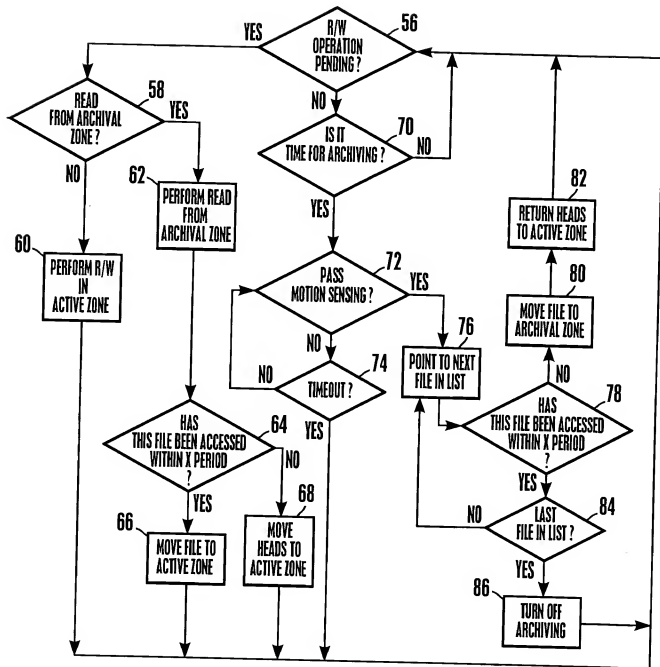 56
R/W
OPERATION
PENDING ?
YES
NO
58
READ
FROM ARCHIVAL
ZONE ?
YES
NO
70
IS IT
TIME FOR ARCHIVING ?
NO
YES
62
PERFORM READ
FROM
ARCHIVAL ZONE
60
PERFORM R/W
IN
ACTIVE ZONE
72
PASS
MOTION SENSING ?
YES
NO
74
TIMEOUT ?
NO
YES
64
HAS
THIS FILE BEEN ACCESSED
WITHIN X PERIOD
?
NO
YES
66
MOVE FILE TO
ACTIVE ZONE
68
MOVE
HEADS TO
ACTIVE ZONE
76
POINT TO NEXT
FILE IN LIST
82
RETURN HEADS
TO ACTIVE ZONE
80
MOVE FILE TO
ARCHIVAL ZONE
NO
78
HAS
THIS FILE BEEN ACCESSED
WITHIN X PERIOD
?
YES
84
LAST
FILE IN LIST ?
NO
YES
86
TURN OFF
ARCHIVING